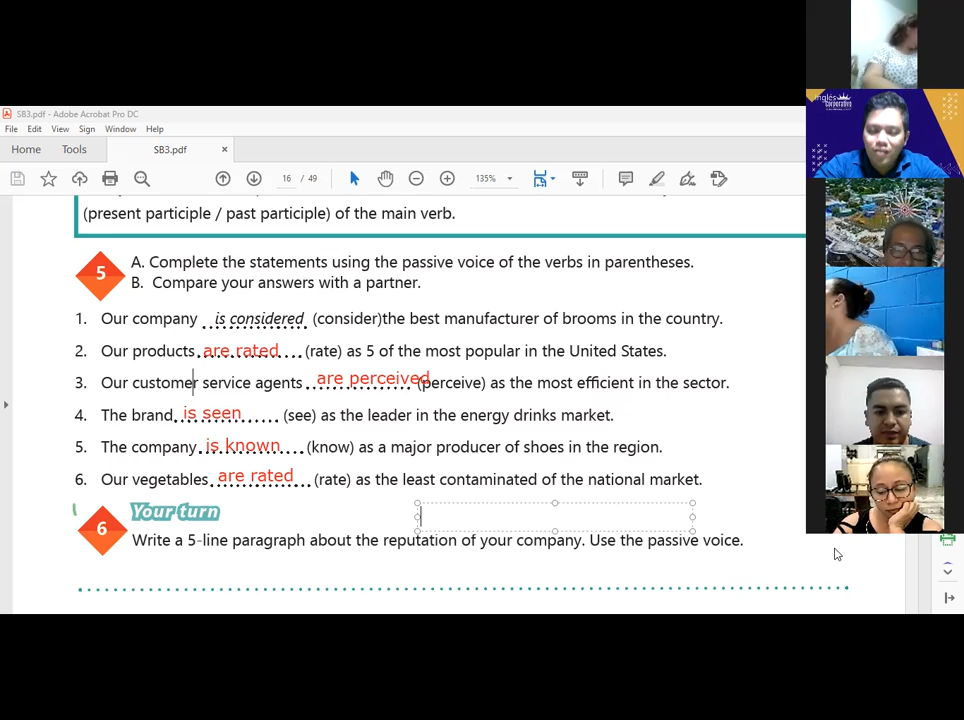 SB3.pdf - Adobe Acrobat Pro DC
File Edit View Sign Window Help
Home Tools SB3.pdf ×
16 / 49 135%
(present participle / past participle) of the main verb.
5
A. Complete the statements using the passive voice of the verbs in parentheses.
B. Compare your answers with a partner.
1. Our company is considered (consider)the best manufacturer of brooms in the country.
2. Our products are rated (rate) as 5 of the most popular in the United States.
3. Our customer service agents are perceived (perceive) as the most efficient in the sector.
4. The brand is seen (see) as the leader in the energy drinks market.
5. The company is known (know) as a major producer of shoes in the region.
6. Our vegetables are rated (rate) as the least contaminated of the national market.
6
Your turn
Write a 5-line paragraph about the reputation of your company. Use the passive voice.
inglés
corporativo